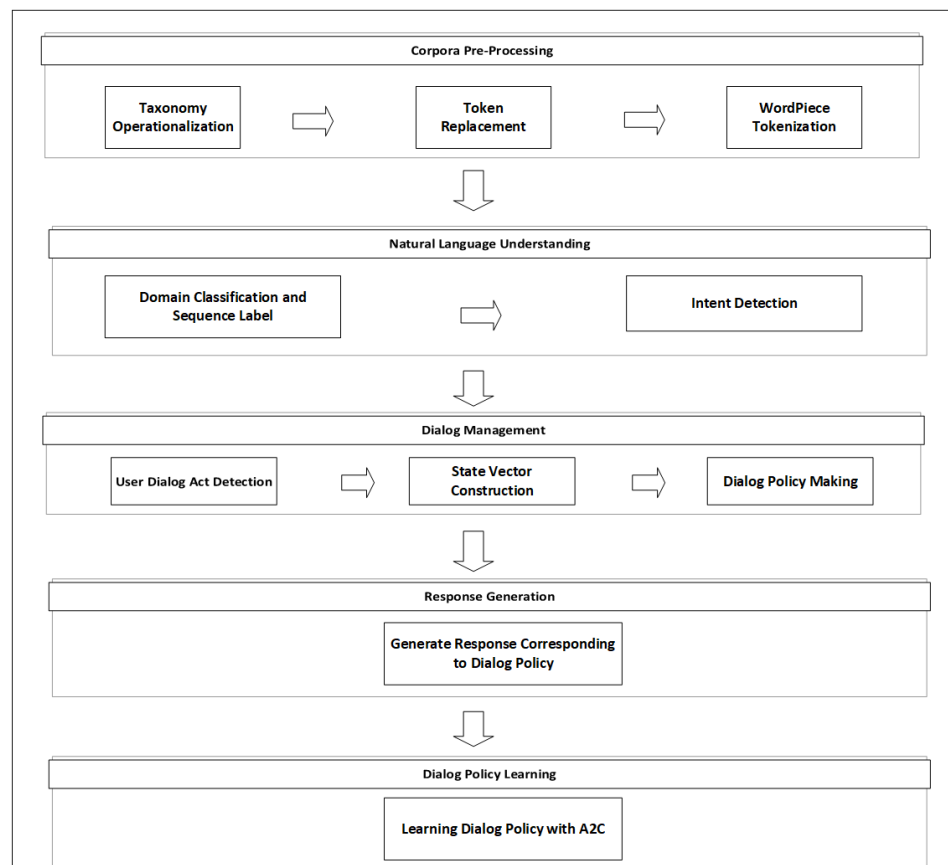 Corpora Pre-Processing
Taxonomy
Operationalization
Token
Replacement
WordPiece
Tokenization
Natural Language Understanding
Domain Classification and
Sequence Label
Intent Detection
Dialog Management
User Dialog Act Detection
State Vector
Construction
Dialog Policy Making
Response Generation
Generate Response Corresponding
to Dialog Policy
Dialog Policy Learning
Learning Dialog Policy with A2C